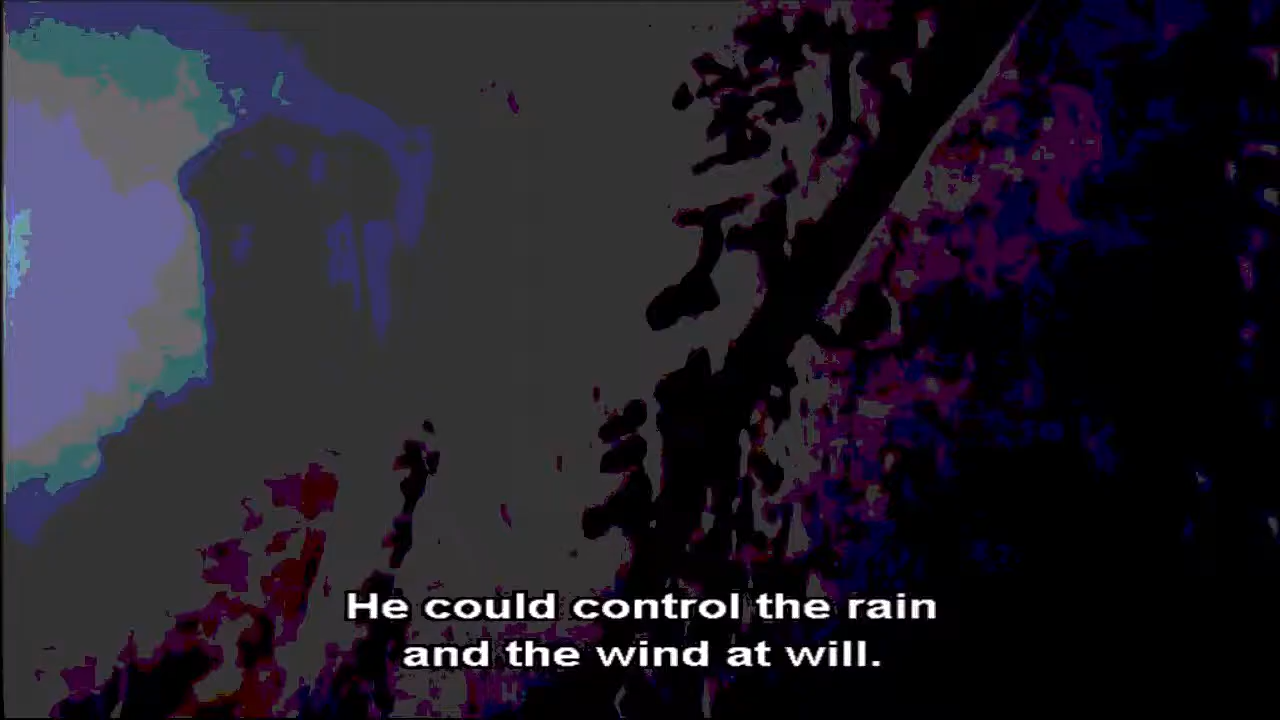 He could control the rain
and the wind at will.